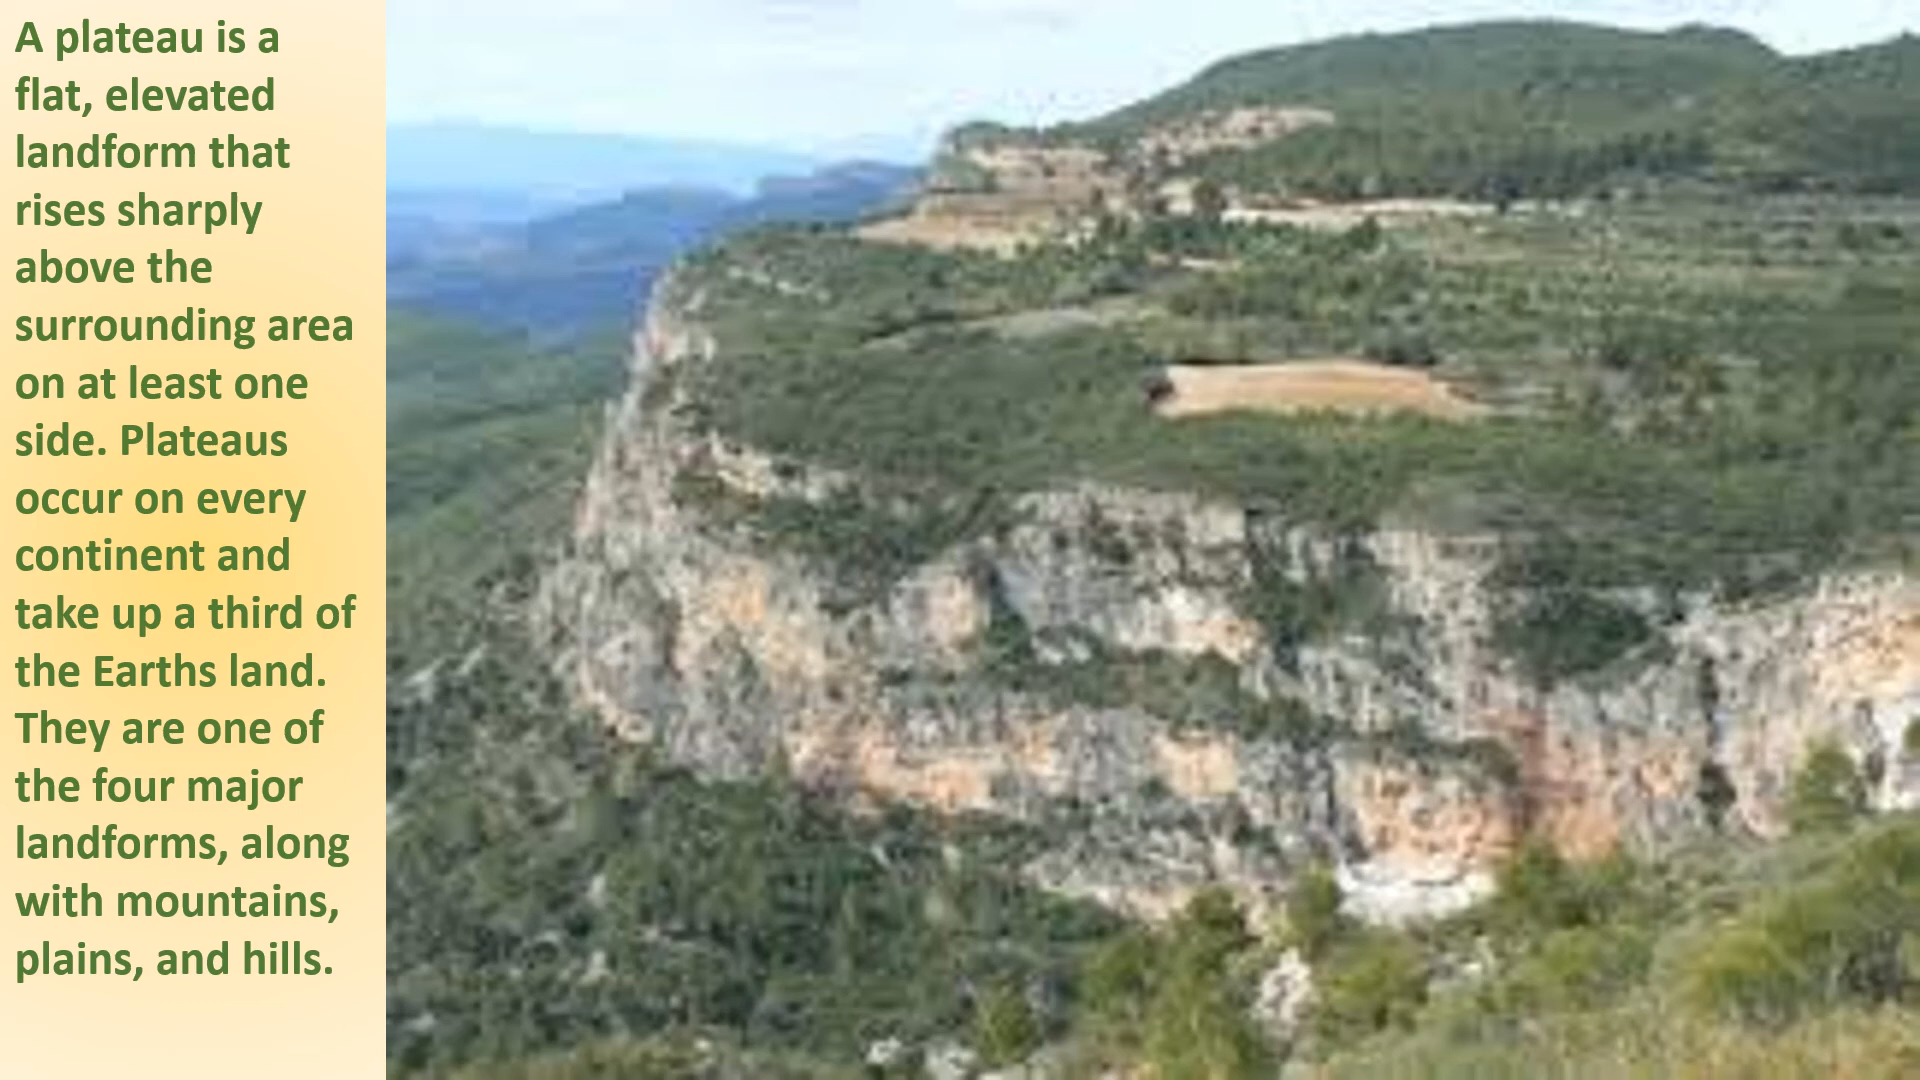 A plateau is a
flat, elevated
landform that
rises sharply
above the
surrounding area
on at least one
side. Plateaus
occur on every
continent and
take up a third of
the Earths land.
They are one of
the four major
landforms, along
with mountains,
plains, and hills.